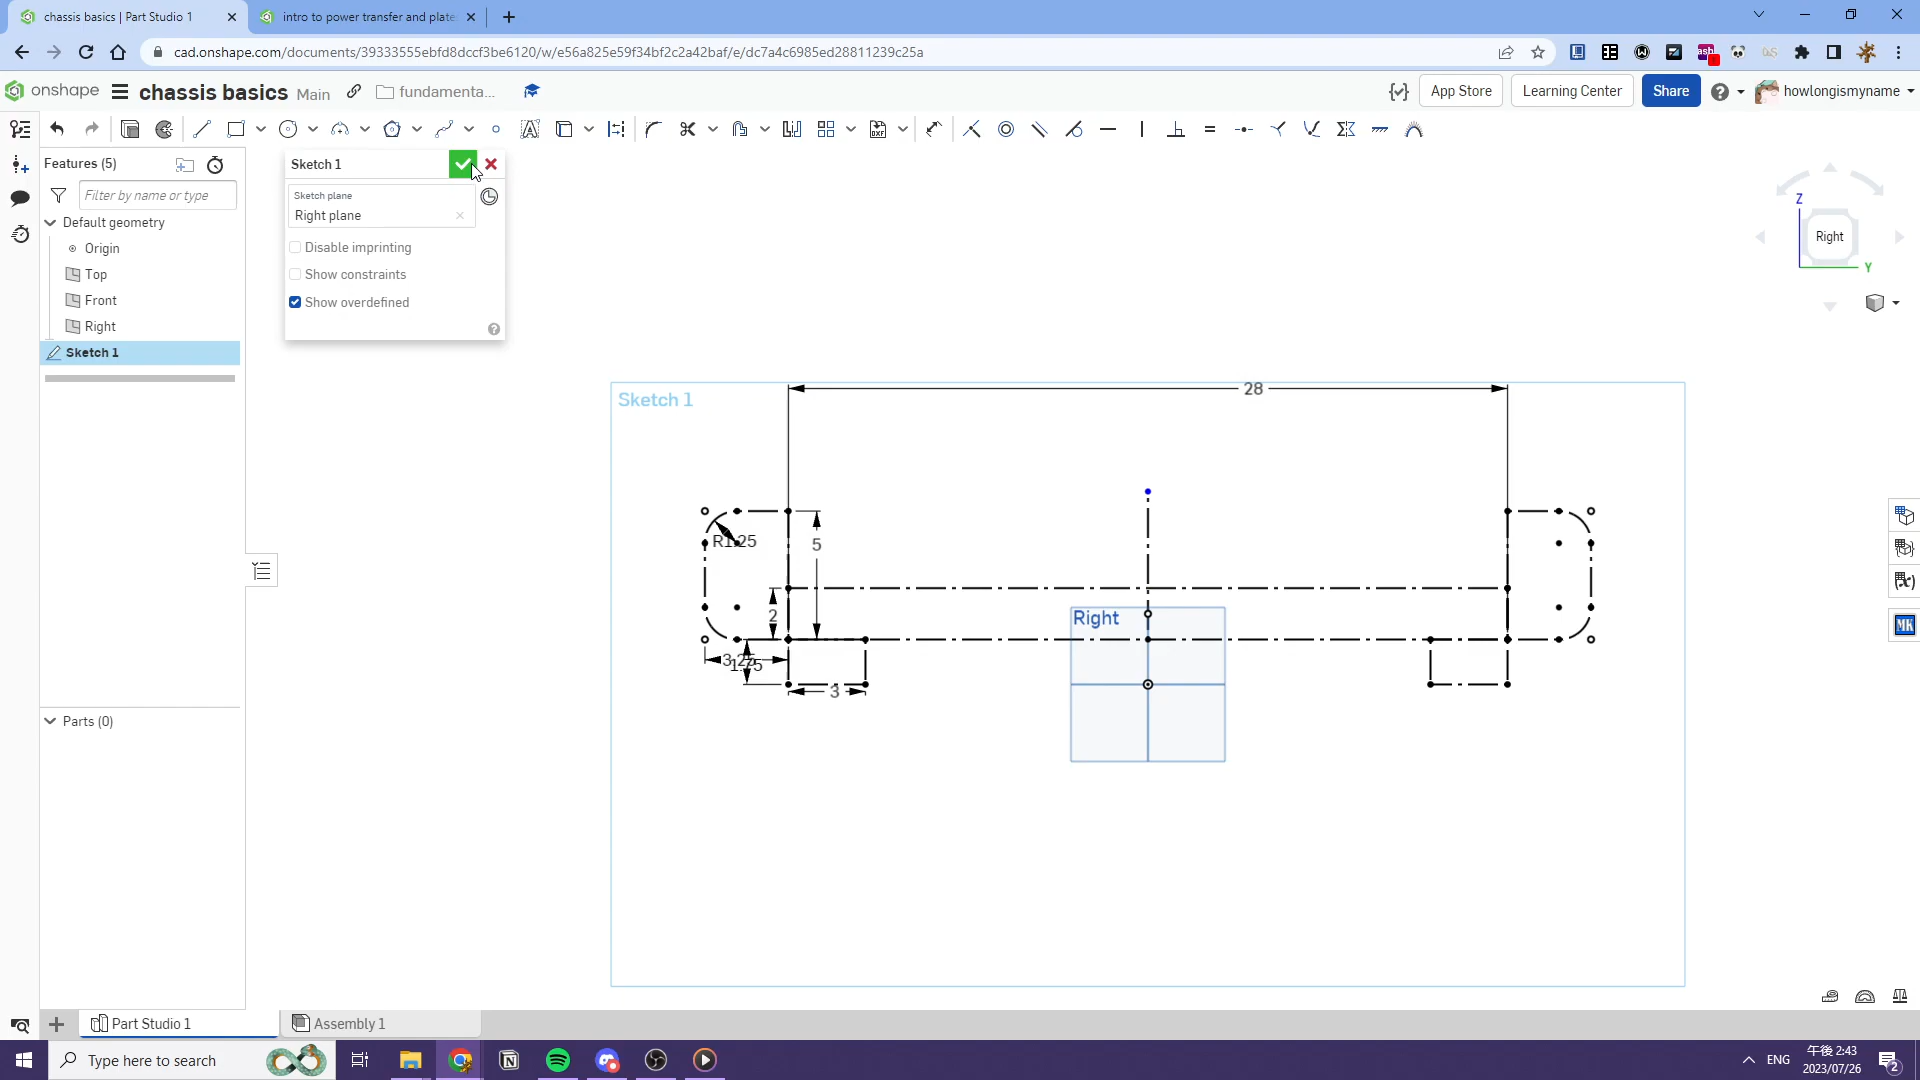 chassis basics | Part Studio 1
intro to power transfer and plate
cad.onshape.com/documents/39333555ebfd8dccf3be6120/w/e56a825e59f34bf2c2a42baf/e/dc7a4c6985ed28811239c25a
onshape
chassis basics
Main
fundamenta...
App Store
Learning Center
Share
howlongismyname
Features (5)
Filter by name or type
Default geometry
Origin
Top
Front
Right
Sketch 1
Parts (0)
Sketch 1
Sketch plane
Right plane
Disable imprinting
Show constraints
Show overdefined
Z
Right
Y
28
Sketch 1
R1.25
5
2
Right
3
MK
Part Studio 1
Assembly 1
Type here to search
ENG
午後 2:43
2023/07/26
2